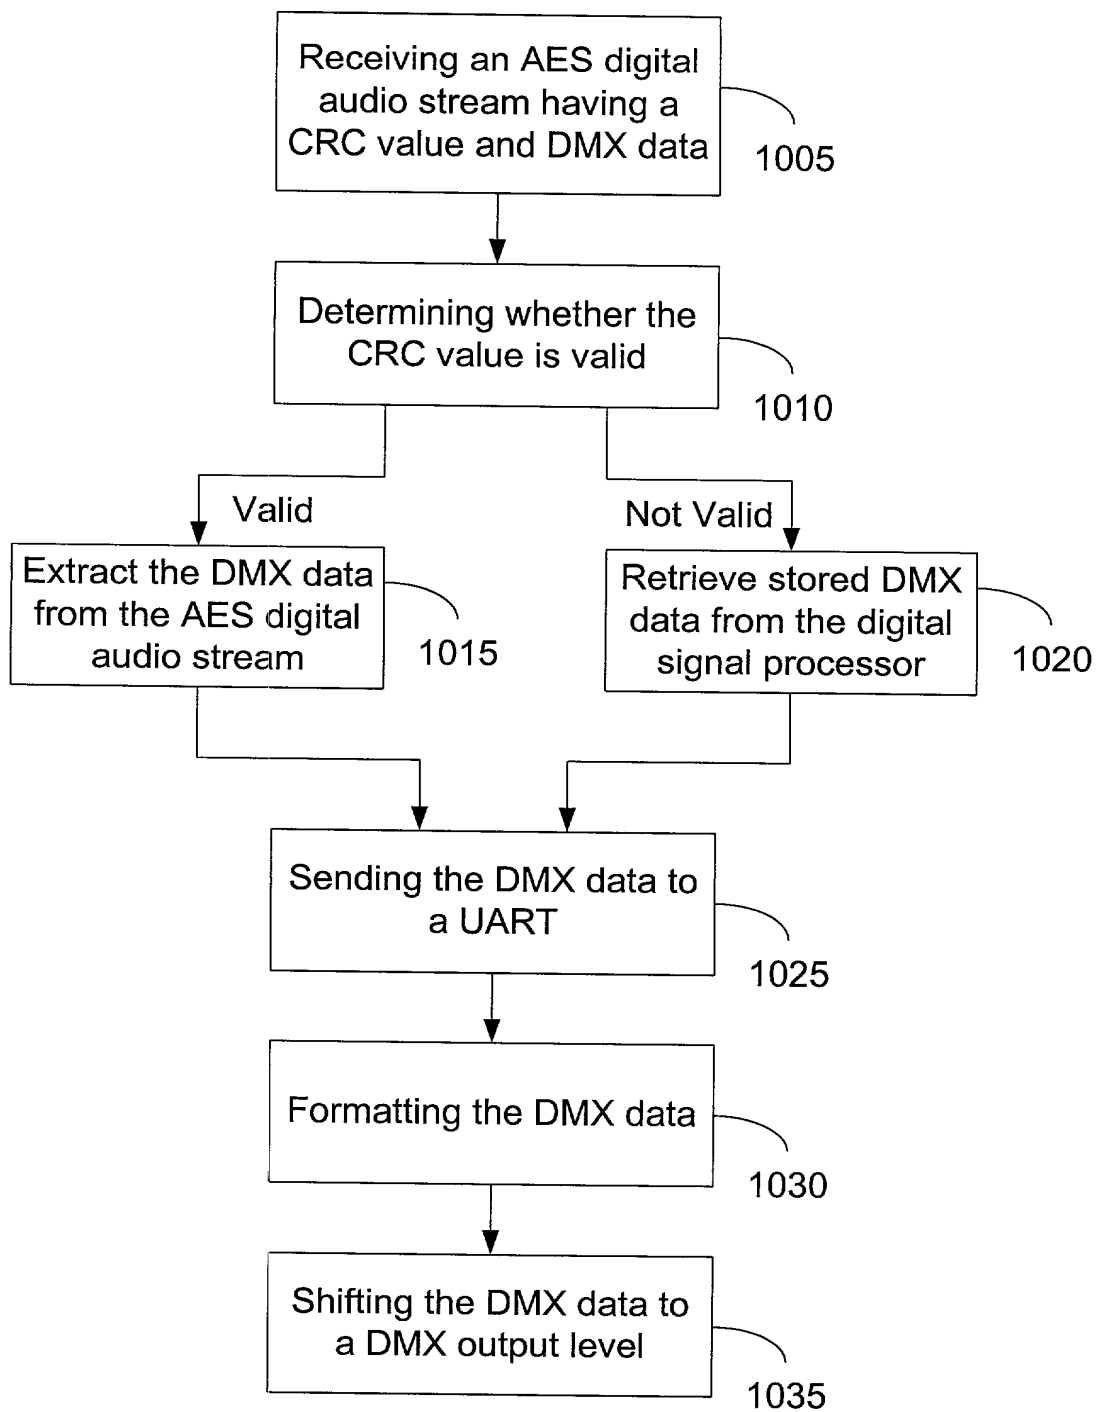 Receiving an AES digital
audio stream having a
CRC value and DMX data
1005
Determining whether the
CRC value is valid
1010
Valid
Not Valid
Extract the DMX data
from the AES digital
audio stream
1015
Retrieve stored DMX
data from the digital
signal processor
1020
Sending the DMX data to
a UART
1025
Formatting the DMX data
1030
Shifting the DMX data to
a DMX output level
1035